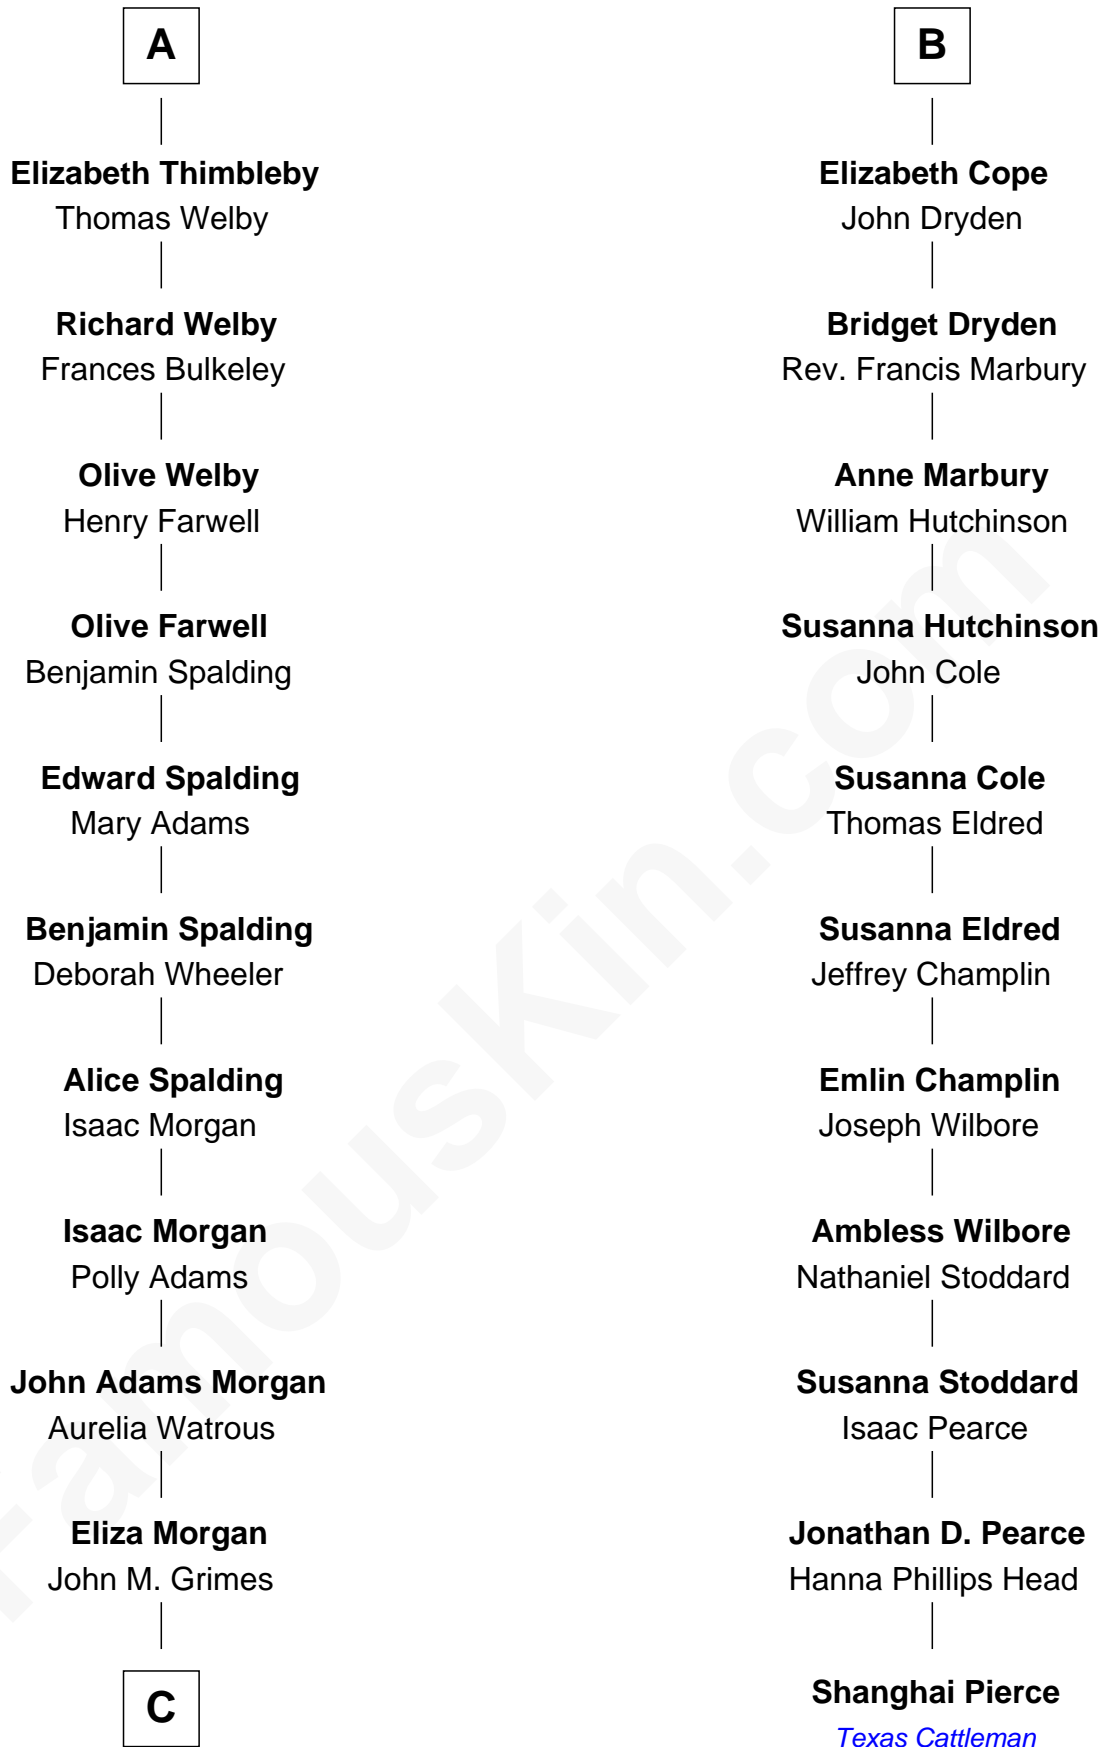 A
Elizabeth Thimbleby
Thomas Welby
Richard Welby
Frances Bulkeley
Olive Welby
Henry Farwell
Olive Farwell
Benjamin Spalding
Edward Spalding
Mary Adams
Benjamin Spalding
Deborah Wheeler
Alice Spalding
Isaac Morgan
Isaac Morgan
Polly Adams
John Adams Morgan
Aurelia Watrous
Eliza Morgan
John M. Grimes
C
B
Elizabeth Cope
John Dryden
Bridget Dryden
Rev. Francis Marbury
Anne Marbury
William Hutchinson
Susanna Hutchinson
John Cole
Susanna Cole
Thomas Eldred
Susanna Eldred
Jeffrey Champlin
Emlin Champlin
Joseph Wilbore
Ambless Wilbore
Nathaniel Stoddard
Susanna Stoddard
Isaac Pearce
Jonathan D. Pearce
Hanna Phillips Head
Shanghai Pierce
Texas Cattleman
FamousKin.com